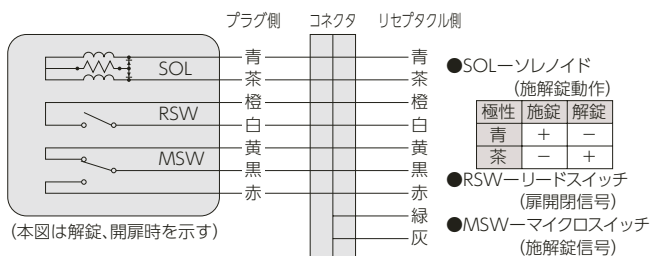 プラグ側 コネクタ リセプタクル側
SOL
RSW
MSW
青 青
茶 茶
橙 橙
白 白
黄 黄
黒 黒
赤 赤
緑
灰
(本図は解錠、開扉時を示す)
●SOLーソレノイド
(施解錠動作)
極性 施錠 解錠
青 + −
茶 − +
●RSWーリードスイッチ
(扉開閉信号)
●MSWーマイクロスイッチ
(施解錠信号)